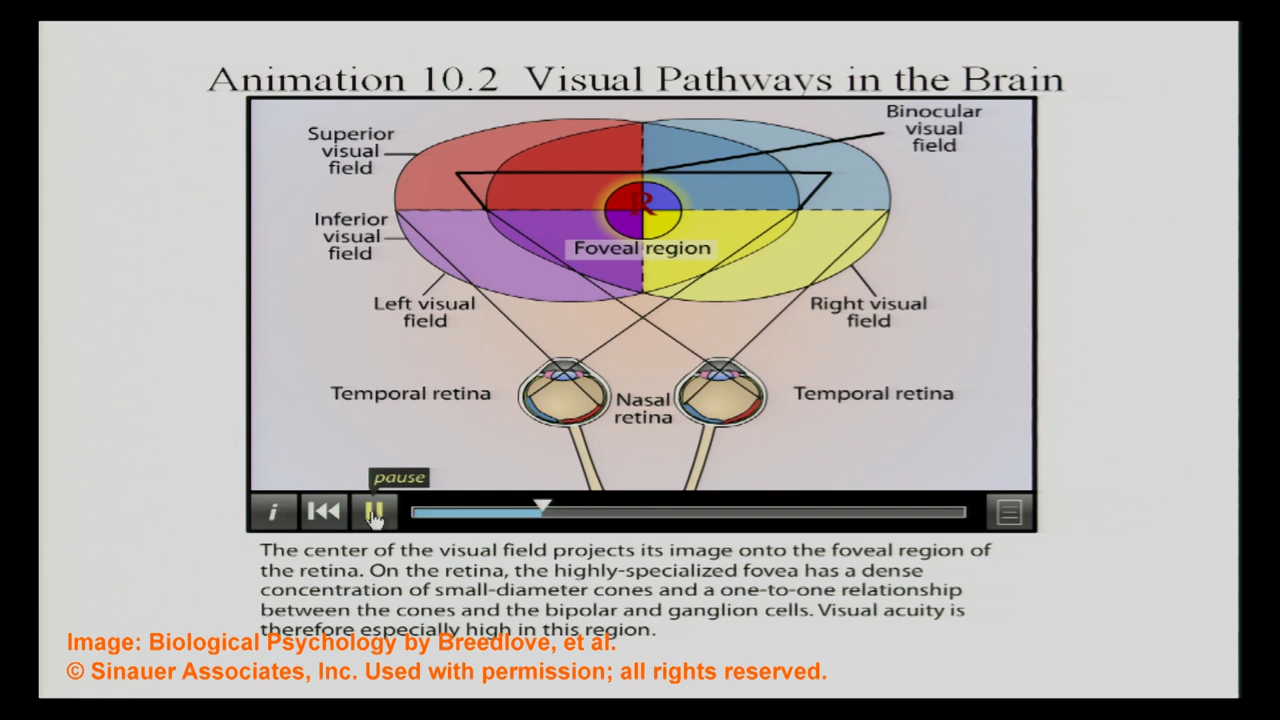 Animation 10.2 Visual Pathways in the Brain
Superior
visual
field
Binocular
visual
field
R
Inferior
visual
field
Foveal region
Left visual
field
Right visual
field
Temporal retina
Nasal
retina
Temporal retina
pause
i
The center of the visual field projects its image onto the foveal region of
the retina. On the retina, the highly-specialized fovea has a dense
concentration of small-diameter cones and a one-to-one relationship
between the cones and the bipolar and ganglion cells. Visual acuity is
therefore especially high in this region.
Image: Biological Psychology by Breedlove, et al.
© Sinauer Associates, Inc. Used with permission; all rights reserved.